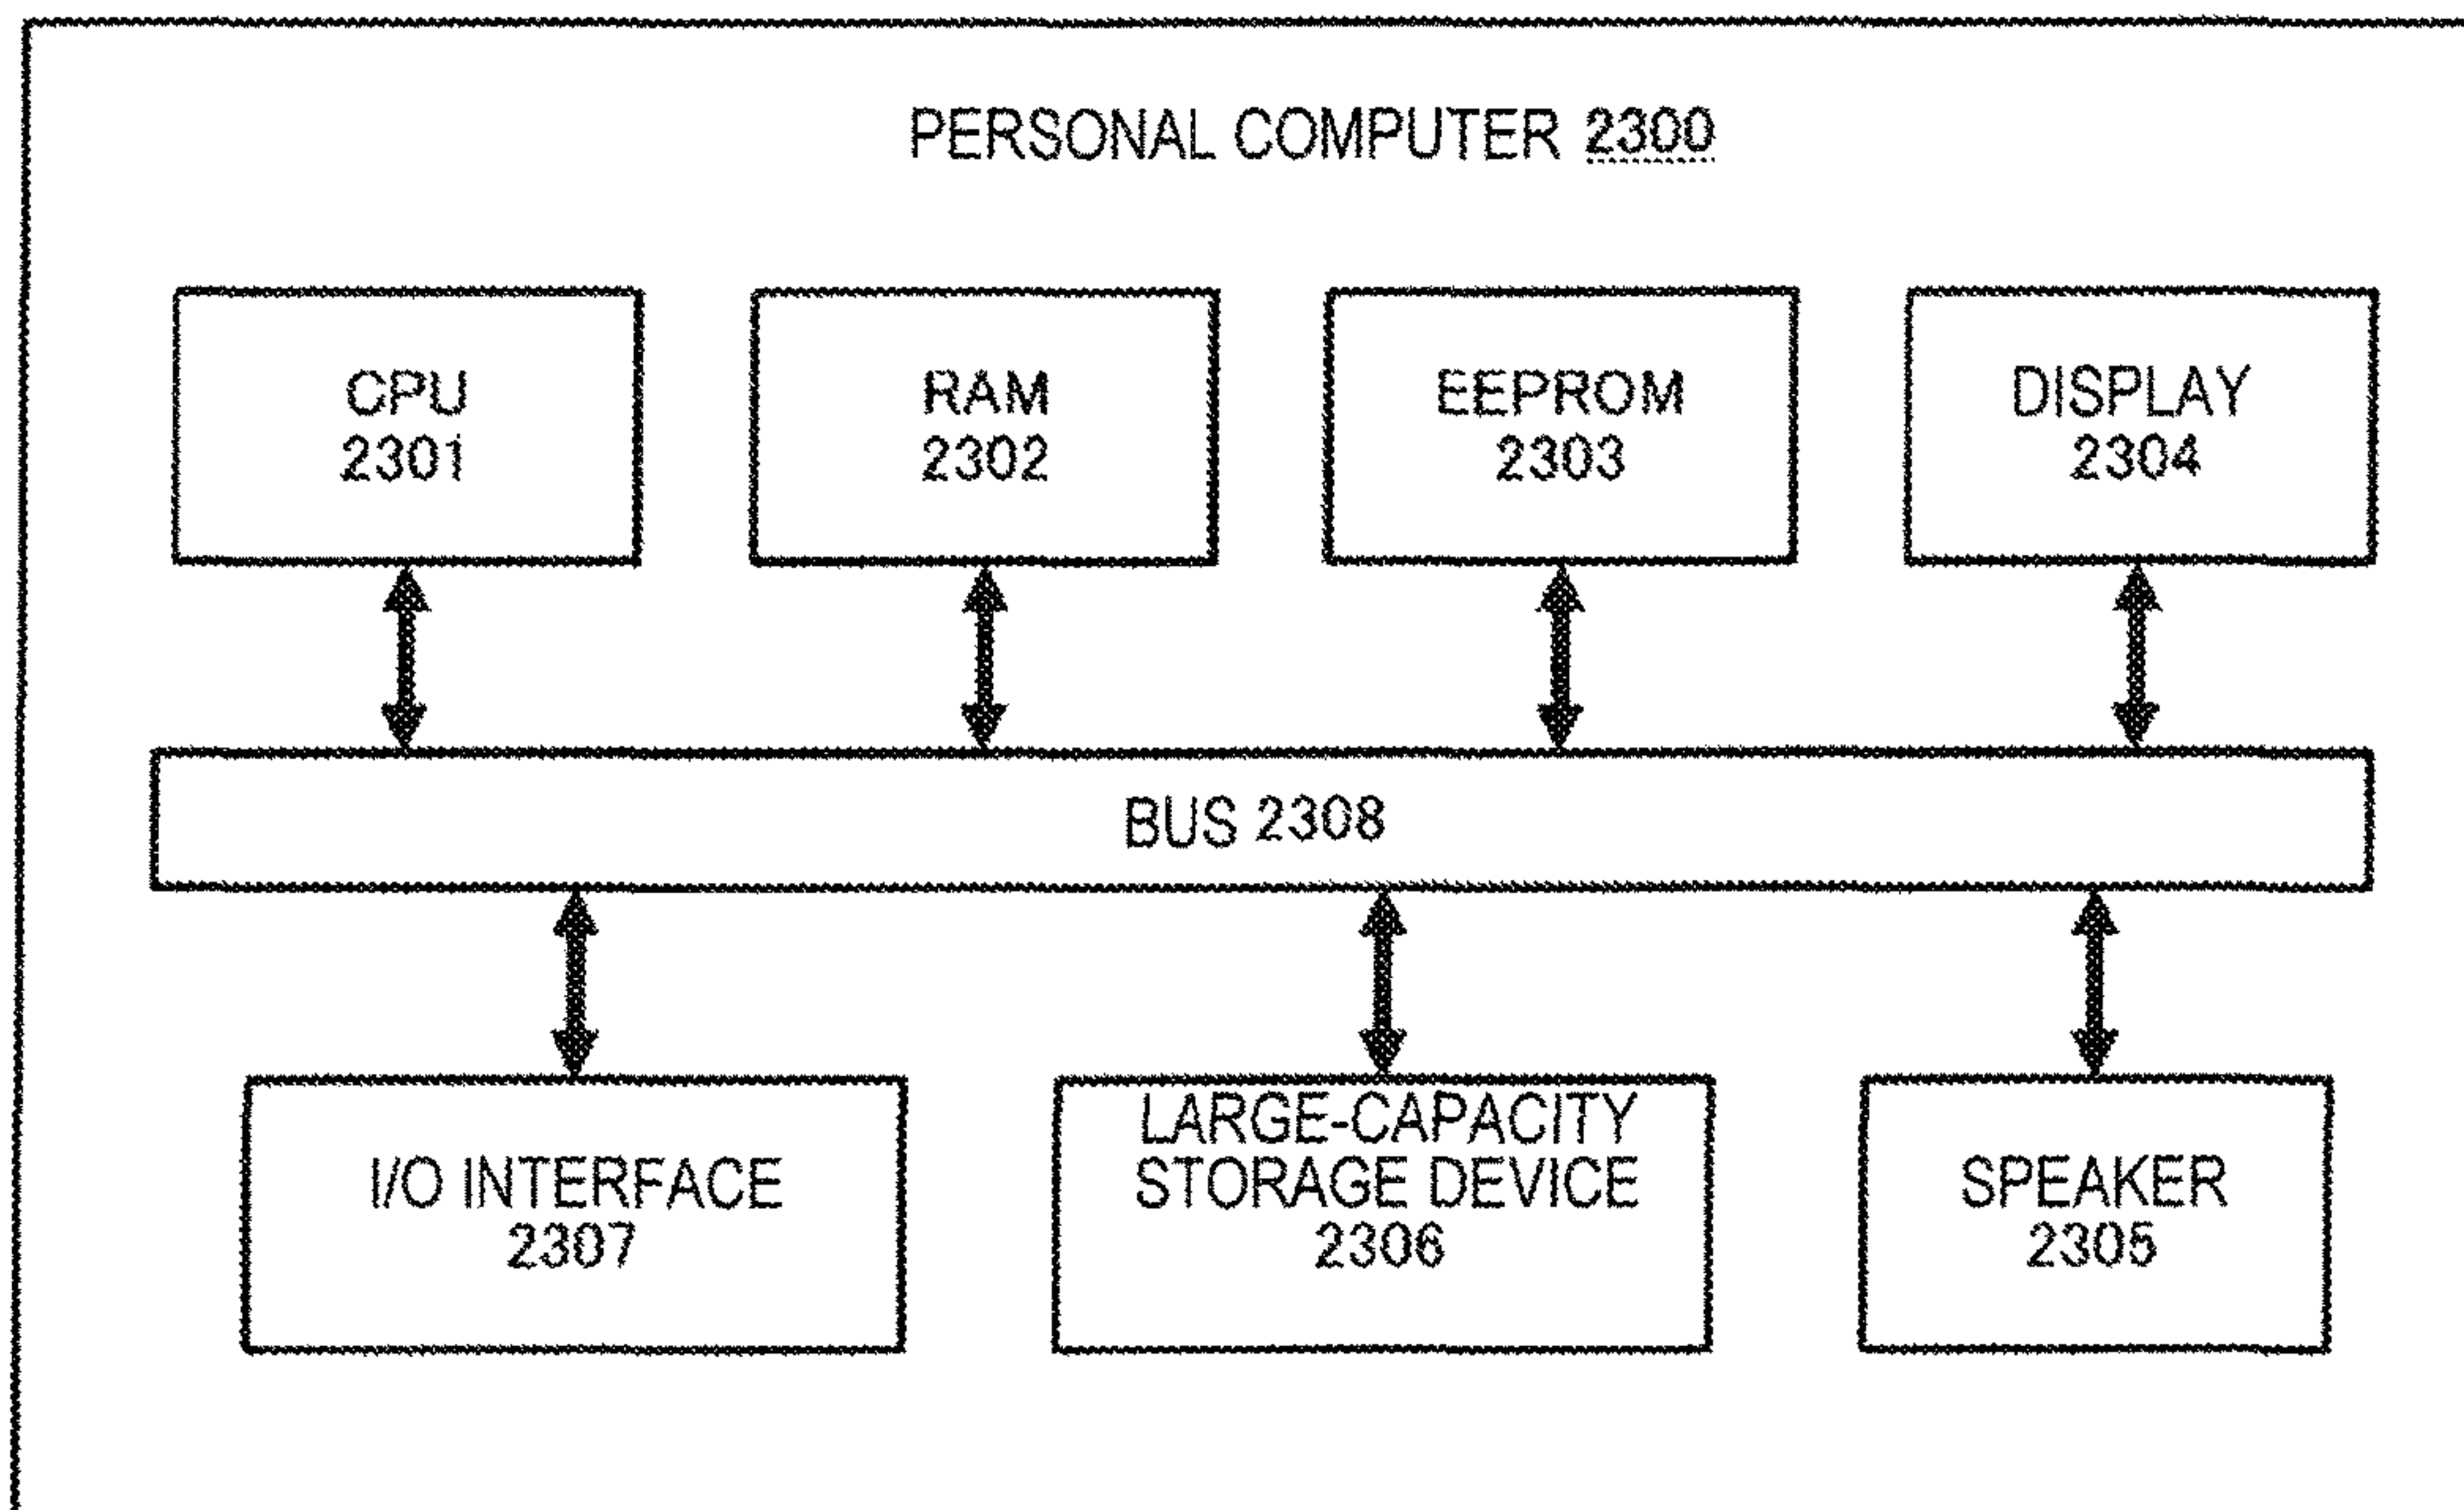 PERSONAL COMPUTER 2300
CPU
2301
RAM
2302
EEPROM
2303
DISPLAY
2304
BUS 2308
I/O INTERFACE
2307
LARGE-CAPACITY
STORAGE DEVICE
2306
SPEAKER
2305